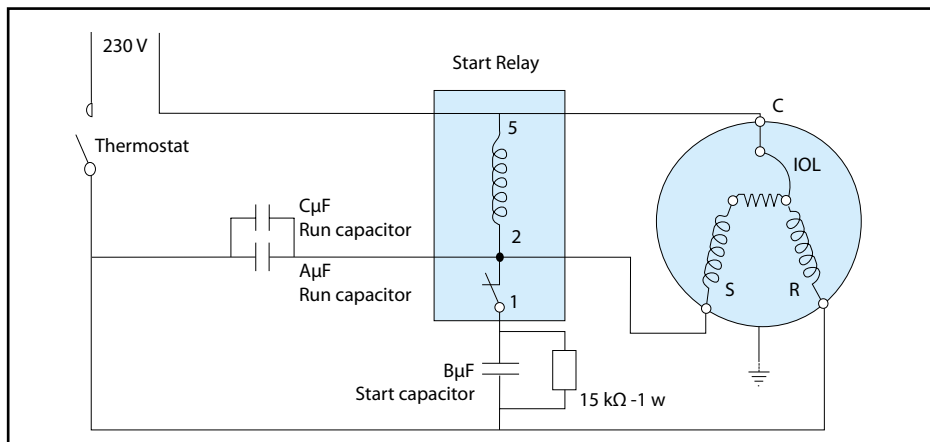 230 V
Start Relay
C
5
Thermostat
IOL
CµF
Run capacitor
2
AµF
Run capacitor
S
R
1
BµF
Start capacitor
15 kΩ -1 w